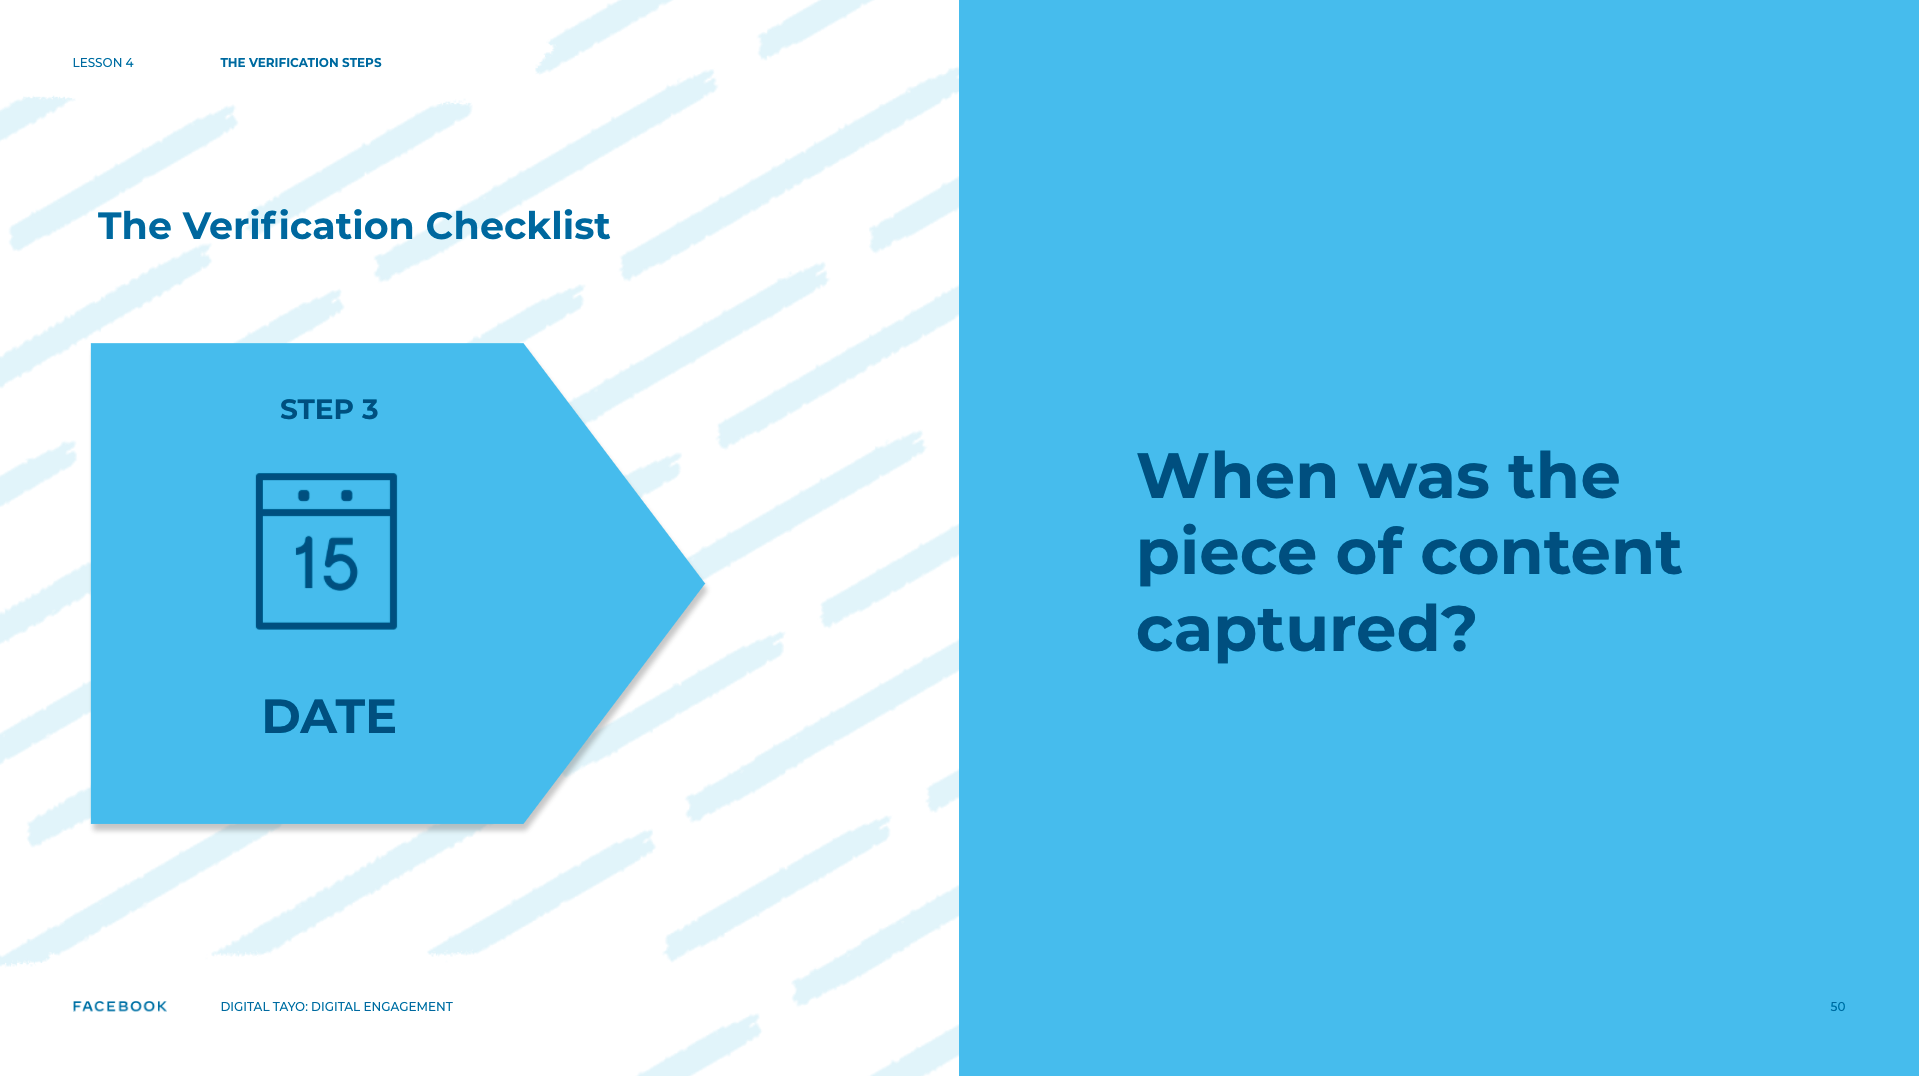 LESSON 4
THE VERIFICATION STEPS
The Verification Checklist
STEP 3
15
DATE
When was the
piece of content
captured?
FACEBOOK
DIGITAL TAYO: DIGITAL ENGAGEMENT
50